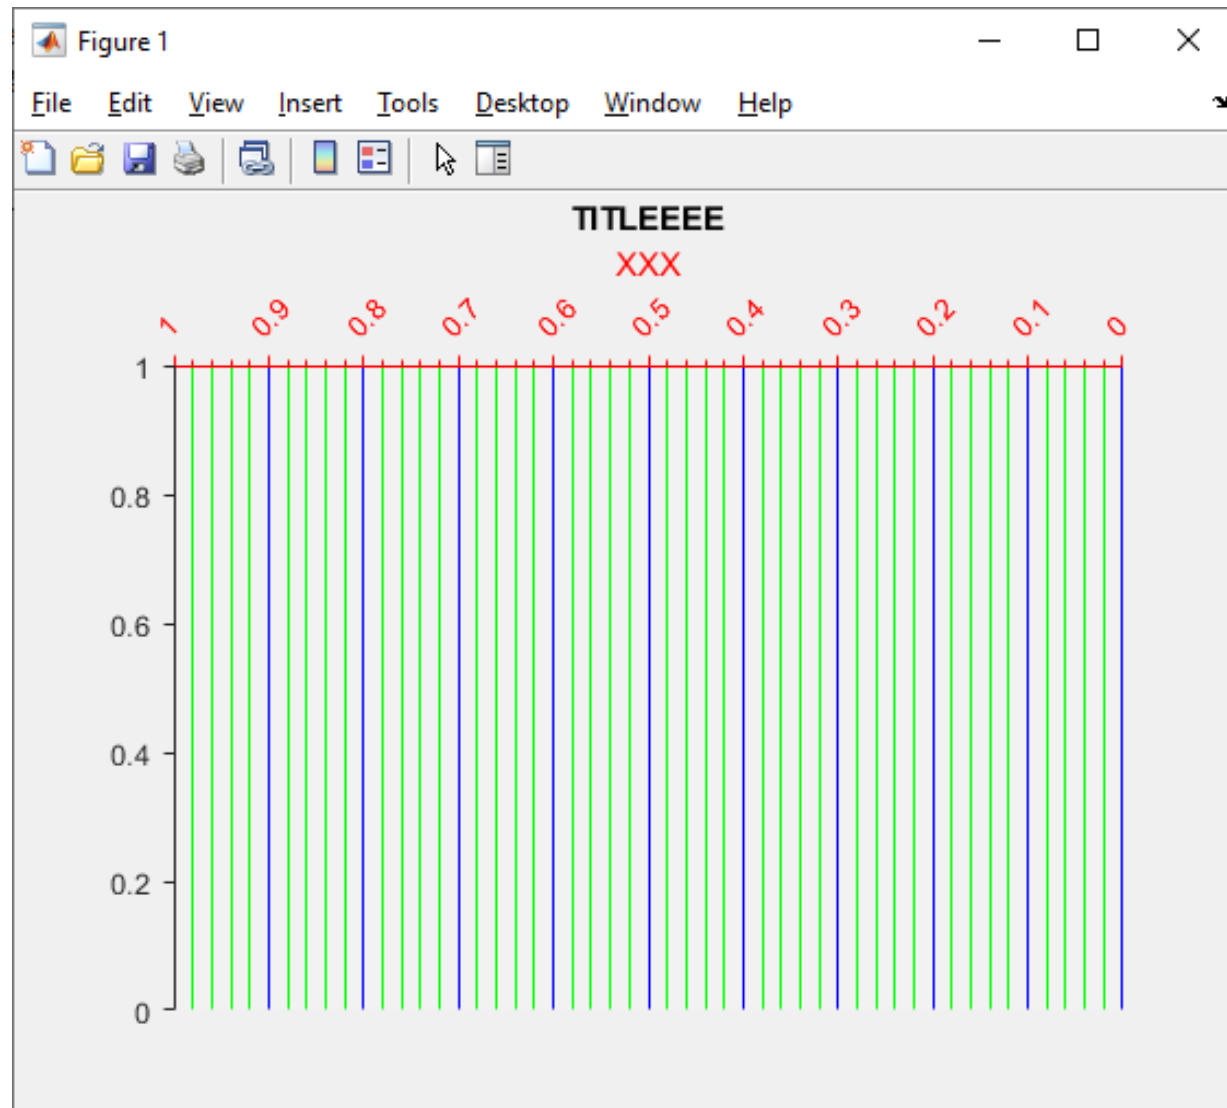 Figure 1
File Edit View Insert Tools Desktop Window Help
TITLEEEE
XXX
1 0.9 0.8 0.7 0.6 0.5 0.4 0.3 0.2 0.1 0
1
0.8
0.6
0.4
0.2
0